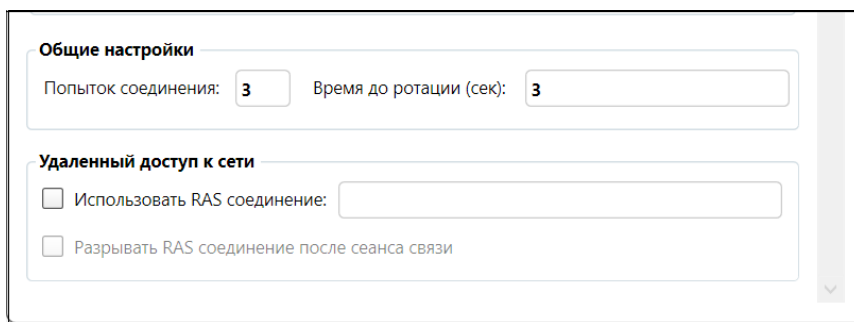 Общие настройки
Попыток соединения: 3 Время до ротации (сек): 3
Удаленный доступ к сети
Использовать RAS соединение:
Разрывать RAS соединение после сеанса связи